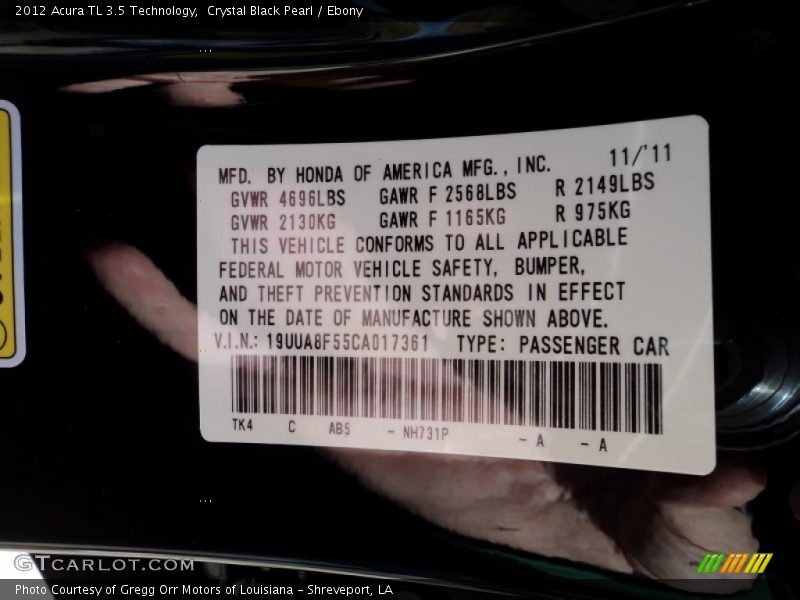 2012 Acura TL 3.5 Technology,  Crystal Black Pearl / Ebony
MFD. BY HONDA OF AMERICA MFG., INC. 11/'11
GVWR 4696LBS GAWR F 2568LBS R 2149LBS
GVWR 2130KG GAWR F 1165KG R 975KG
THIS VEHICLE CONFORMS TO ALL APPLICABLE
FEDERAL MOTOR VEHICLE SAFETY, BUMPER,
AND THEFT PREVENTION STANDARDS IN EFFECT
ON THE DATE OF MANUFACTURE SHOWN ABOVE.
V.I.N.: 19UUA8F55CA017361 TYPE: PASSENGER CAR
TK4 C AB5 - NH731P - A - A
GTCARLOT.COM
Photo Courtesy of Gregg Orr Motors of Louisiana – Shreveport, LA